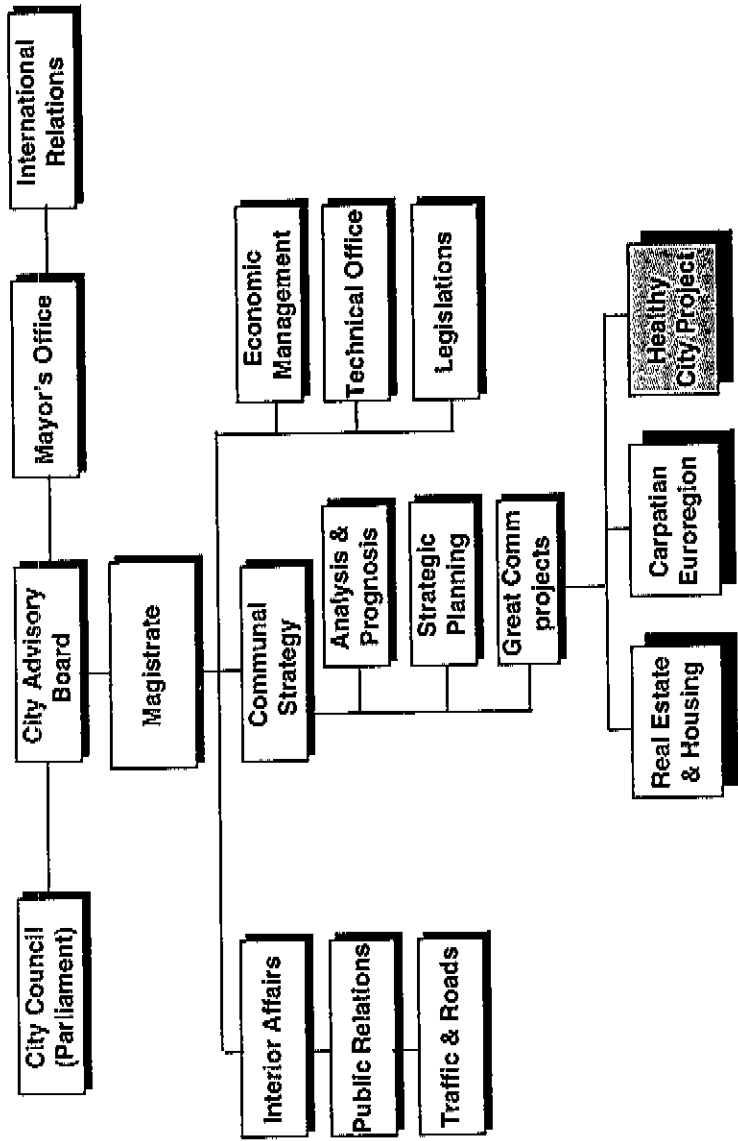 City Council
(Parliament)
City Advisory
Board
Mayor's Office
International
Relations
Magistrate
Interior Affairs
Public Relations
Traffic & Roads
Communal
Strategy
Analysis &
Prognosis
Strategic
Planning
Great Comm
projects
Economic
Management
Technical Office
Legislations
Real Estate
& Housing
Carpatian
Euroregion
Healthy
City Project